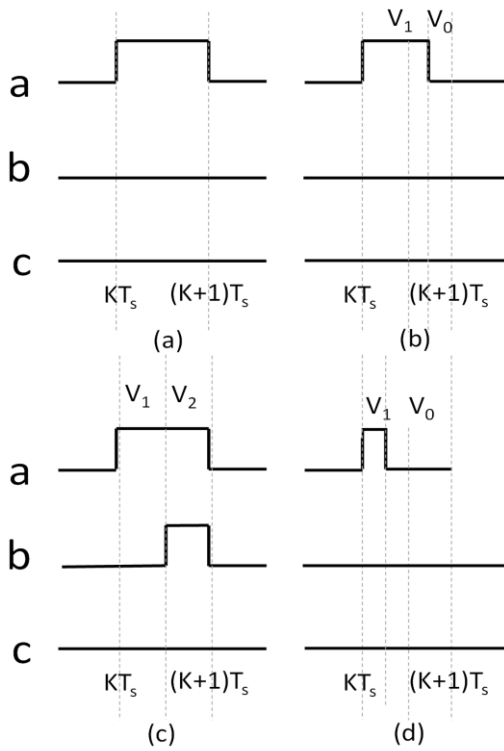 a
V₁ V₀
b
c
KTₛ (K+1)Tₛ
KTₛ (K+1)Tₛ
(a)
(b)
V₁ V₂
V₁ V₀
a
b
c
KTₛ (K+1)Tₛ
KTₛ (K+1)Tₛ
(c)
(d)